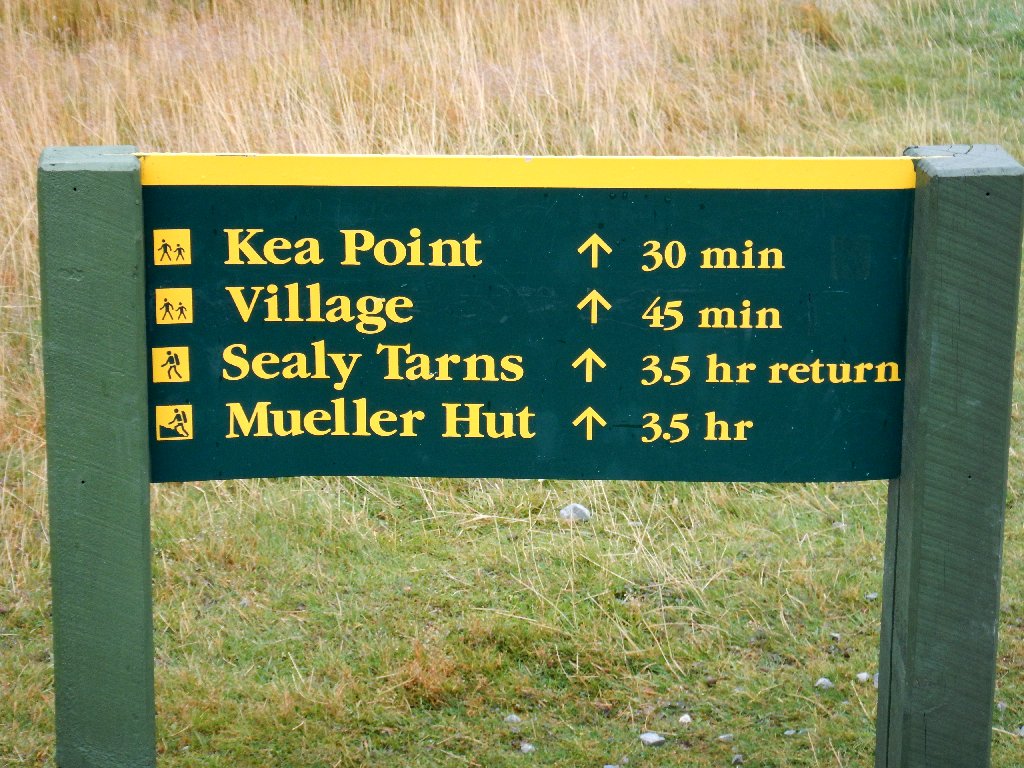 Kea Point ↑ 30 min
Village ↑ 45 min
Sealy Tarns ↑ 3.5 hr return
Mueller Hut ↑ 3.5 hr